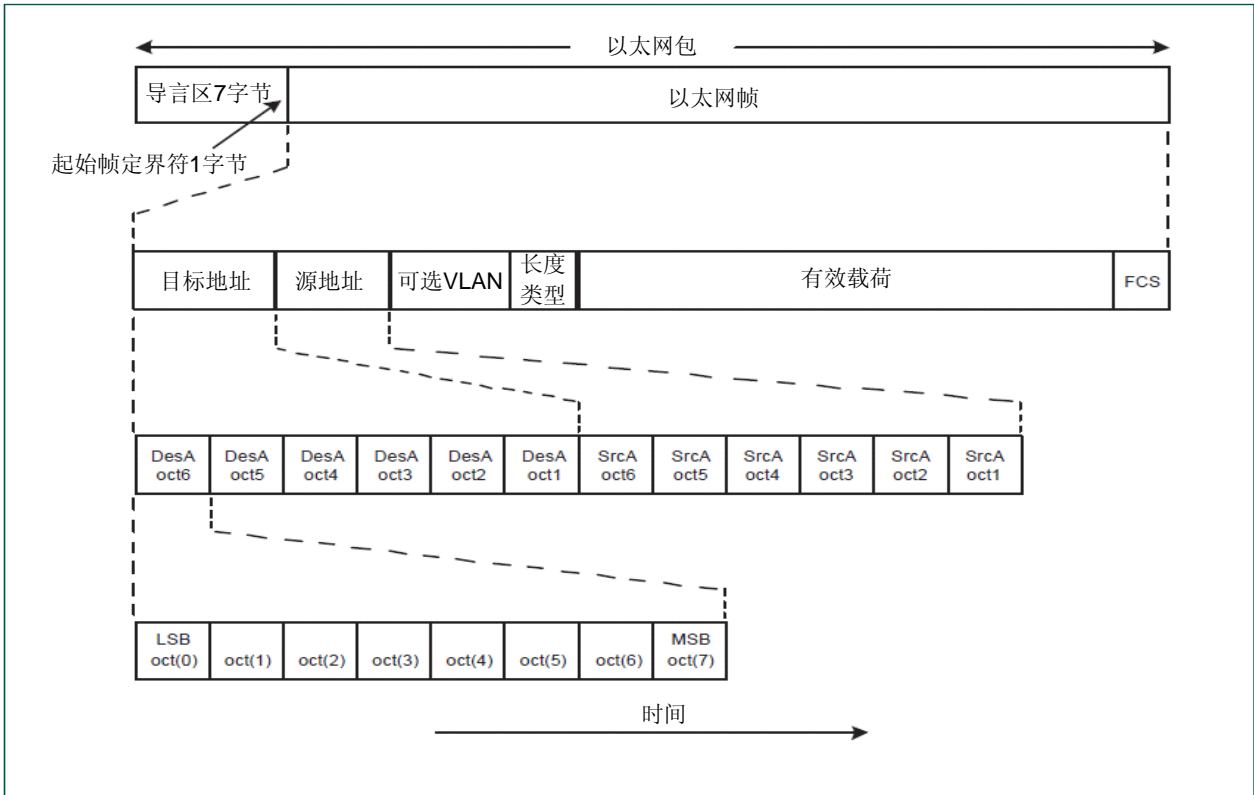 以太网包
导言区7字节
以太网帧
起始帧定界符1字节
目标地址
源地址
可选VLAN
长度
类型
有效载荷
FCS
DesA
oct6
DesA
oct5
DesA
oct4
DesA
oct3
DesA
oct2
DesA
oct1
SrcA
oct6
SrcA
oct5
SrcA
oct4
SrcA
oct3
SrcA
oct2
SrcA
oct1
LSB
oct(0)
oct(1)
oct(2)
oct(3)
oct(4)
oct(5)
oct(6)
MSB
oct(7)
时间